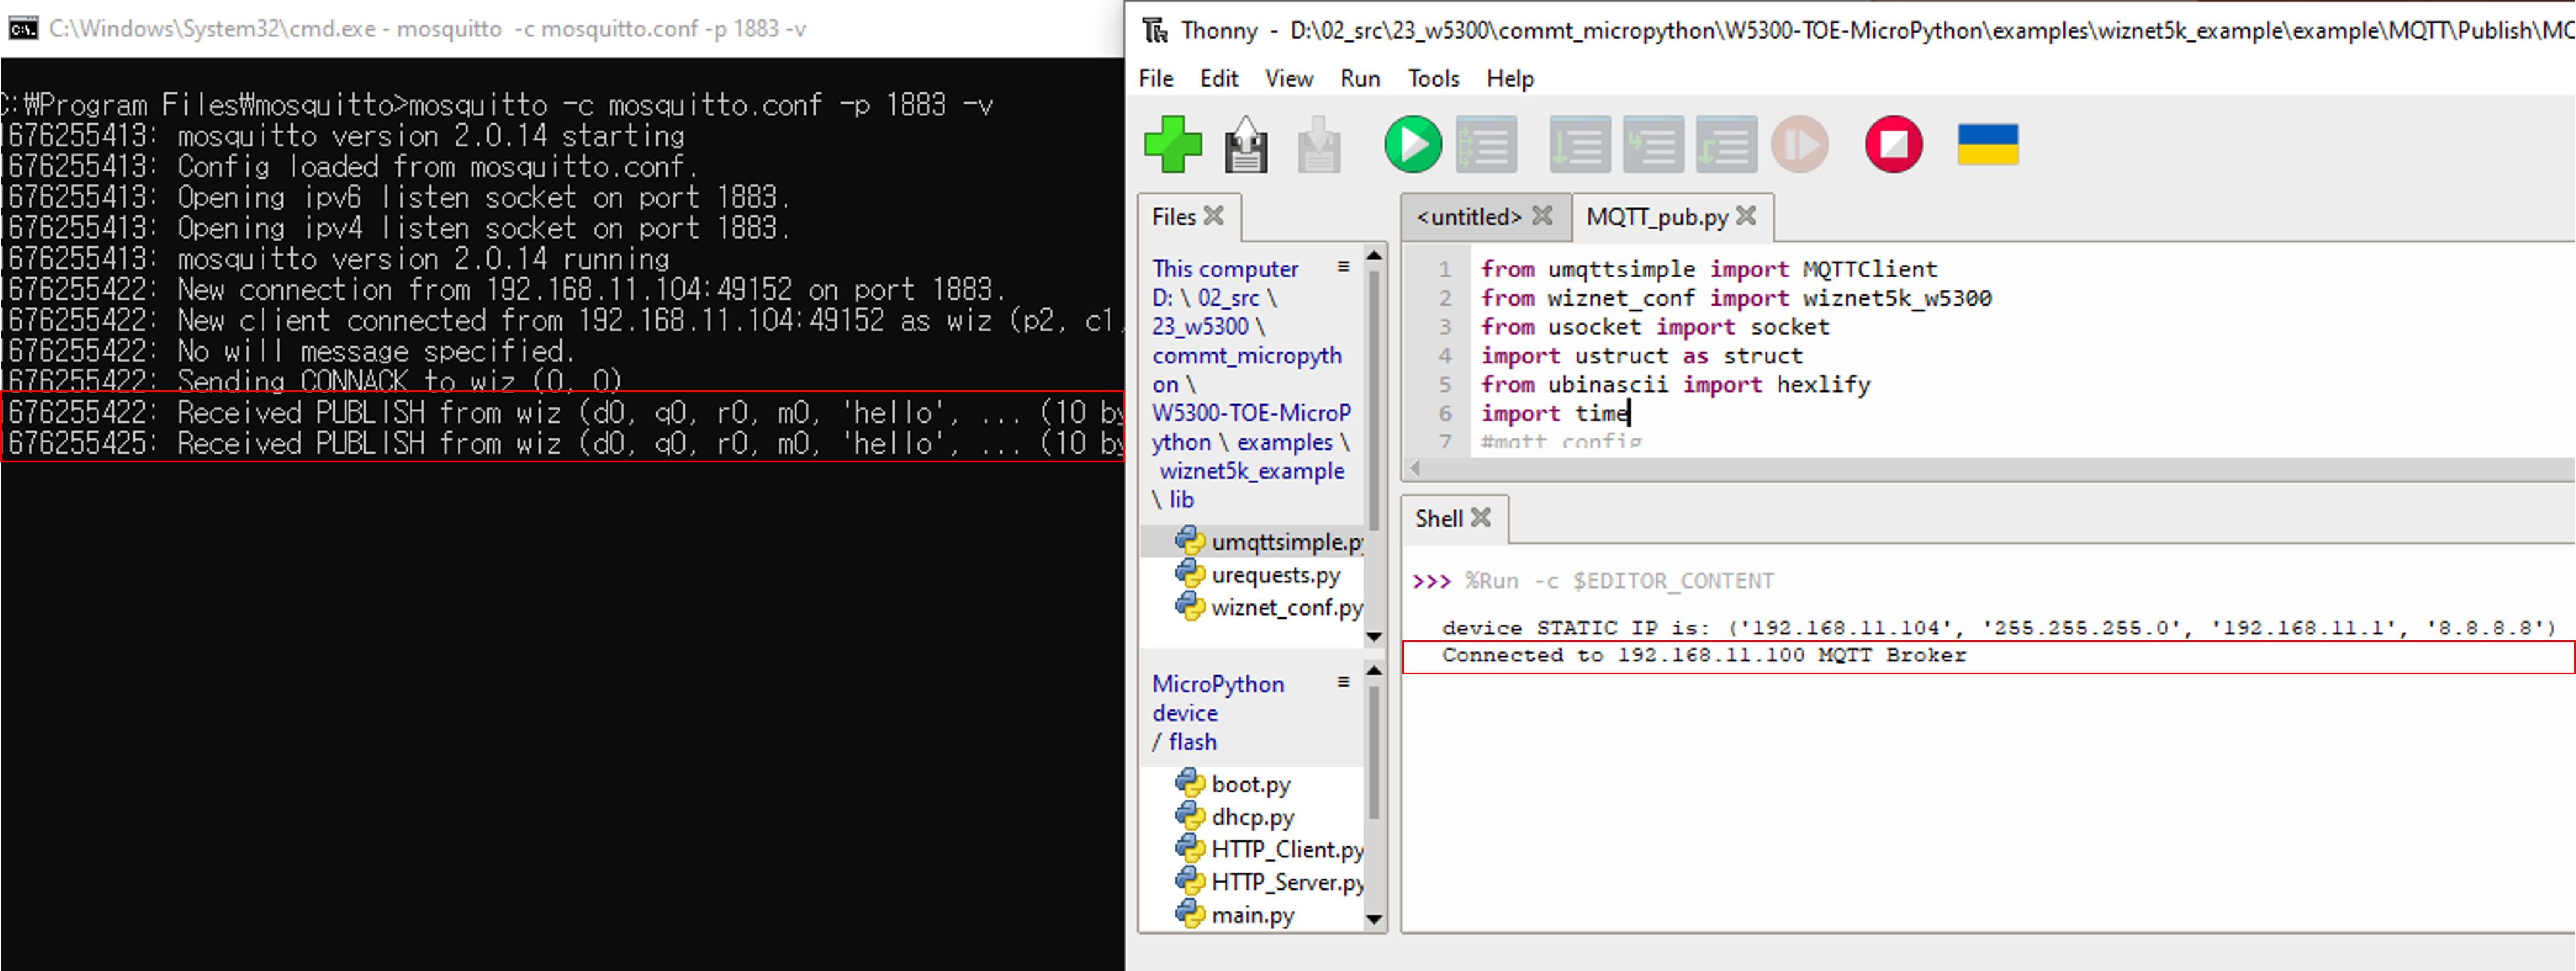 C:\Windows\System32\cmd.exe - mosquitto -c mosquitto.conf -p 1883 -v
C:₩Program Files₩mosquitto>mosquitto -c mosquitto.conf -p 1883 -v
1676255413: mosquitto version 2.0.14 starting
1676255413: Config loaded from mosquitto.conf.
1676255413: Opening ipv6 listen socket on port 1883.
1676255413: Opening ipv4 listen socket on port 1883.
1676255413: mosquitto version 2.0.14 running
1676255422: New connection from 192.168.11.104:49152 on port 1883.
1676255422: New client connected from 192.168.11.104:49152 as wiz (p2, c1,
1676255422: No will message specified.
1676255422: Sending CONNACK to wiz (0, 0)
1676255422: Received PUBLISH from wiz (d0, q0, r0, m0, 'hello', ... (10 by
1676255425: Received PUBLISH from wiz (d0, q0, r0, m0, 'hello', ... (10 by
Thonny - D:\02_src\23_w5300\commt_micropython\W5300-TOE-MicroPython\examples\wiznet5k_example\example\MQTT\Publish\MC
File Edit View Run Tools Help
Files
This computer
D: \ 02_src \
23_w5300 \
commt_micropyth
on \
W5300-TOE-MicroP
ython \ examples \
wiznet5k_example
\ lib
umqttsimple.py
urequests.py
wiznet_conf.py
MicroPython
device
/ flash
boot.py
dhcp.py
HTTP_Client.py
HTTP_Server.py
main.py
<untitled> MQTT_pub.py
1 from umqttsimple import MQTTClient
2 from wiznet_conf import wiznet5k_w5300
3 from usocket import socket
4 import ustruct as struct
5 from ubinascii import hexlify
6 import time
7 #mqtt config
Shell
>>> %Run -c $EDITOR_CONTENT
device STATIC IP is: ('192.168.11.104', '255.255.255.0', '192.168.11.1', '8.8.8.8')
Connected to 192.168.11.100 MQTT Broker